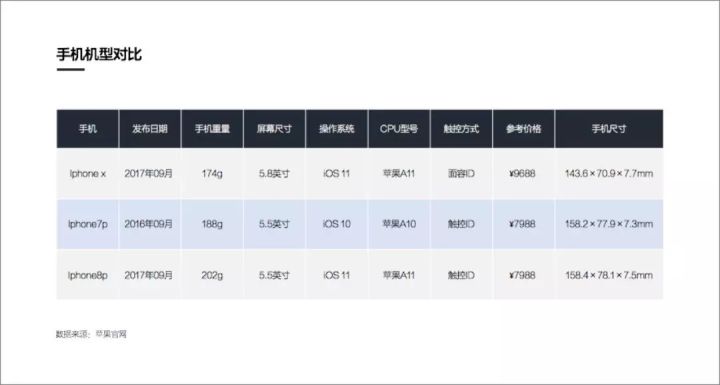 手机机型对比
手机 发布日期 手机重量 屏幕尺寸 操作系统 CPU型号 触控方式 参考价格 手机尺寸
Iphone x 2017年09月 174g 5.8英寸 iOS 11 苹果A11 面容ID ¥9688 143.6×70.9×7.7mm
Iphone7p 2016年09月 188g 5.5英寸 iOS 10 苹果A10 触控ID ¥7988 158.2×77.9×7.3mm
Iphone8p 2017年09月 202g 5.5英寸 iOS 11 苹果A11 触控ID ¥7988 158.4×78.1×7.5mm
数据来源：苹果官网